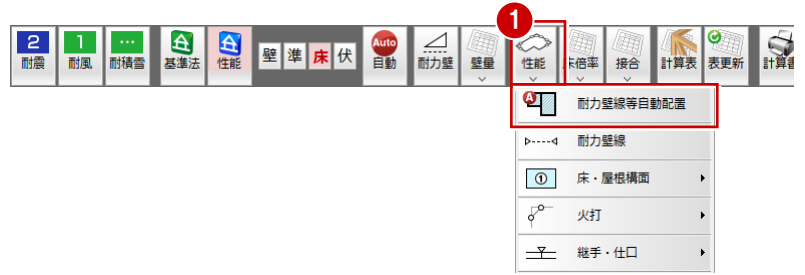 1
2 耐震
1 耐風
… 耐積雪
基準法
性能
壁 準 床 伏
Auto 自動
耐力壁
壁量
性能
床倍率
接合
計算表
表更新
計算書
A 耐力壁線等自動配置
耐力壁線
① 床・屋根構面
火打
継手・仕口